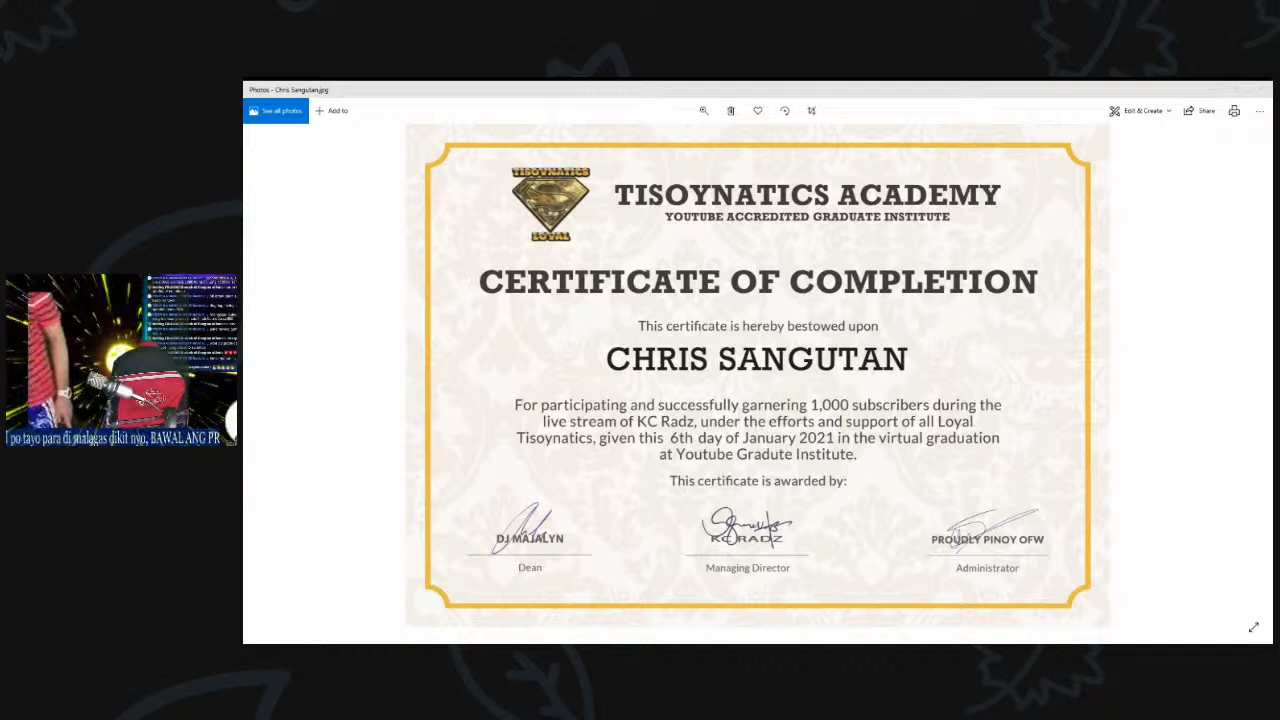 Photos - Chris Sangutan.jpg
See all photos
Add to
Edit & Create
Share
TISOYNATICS
LOYAL
TISOYNATICS ACADEMY
YOUTUBE ACCREDITED GRADUATE INSTITUTE
CERTIFICATE OF COMPLETION
This certificate is hereby bestowed upon
CHRIS SANGUTAN
For participating and successfully garnering 1,000 subscribers during the
live stream of KC Radz, under the efforts and support of all Loyal
Tisoynatics, given this 6th day of January 2021 in the virtual graduation
at Youtube Gradute Institute.
This certificate is awarded by:
DJ MAJALYN
Dean
KC RADZ
Managing Director
PROUDLY PINOY OFW
Administrator
po tayo para di malagas dikit nyo, BAWAL ANG PR